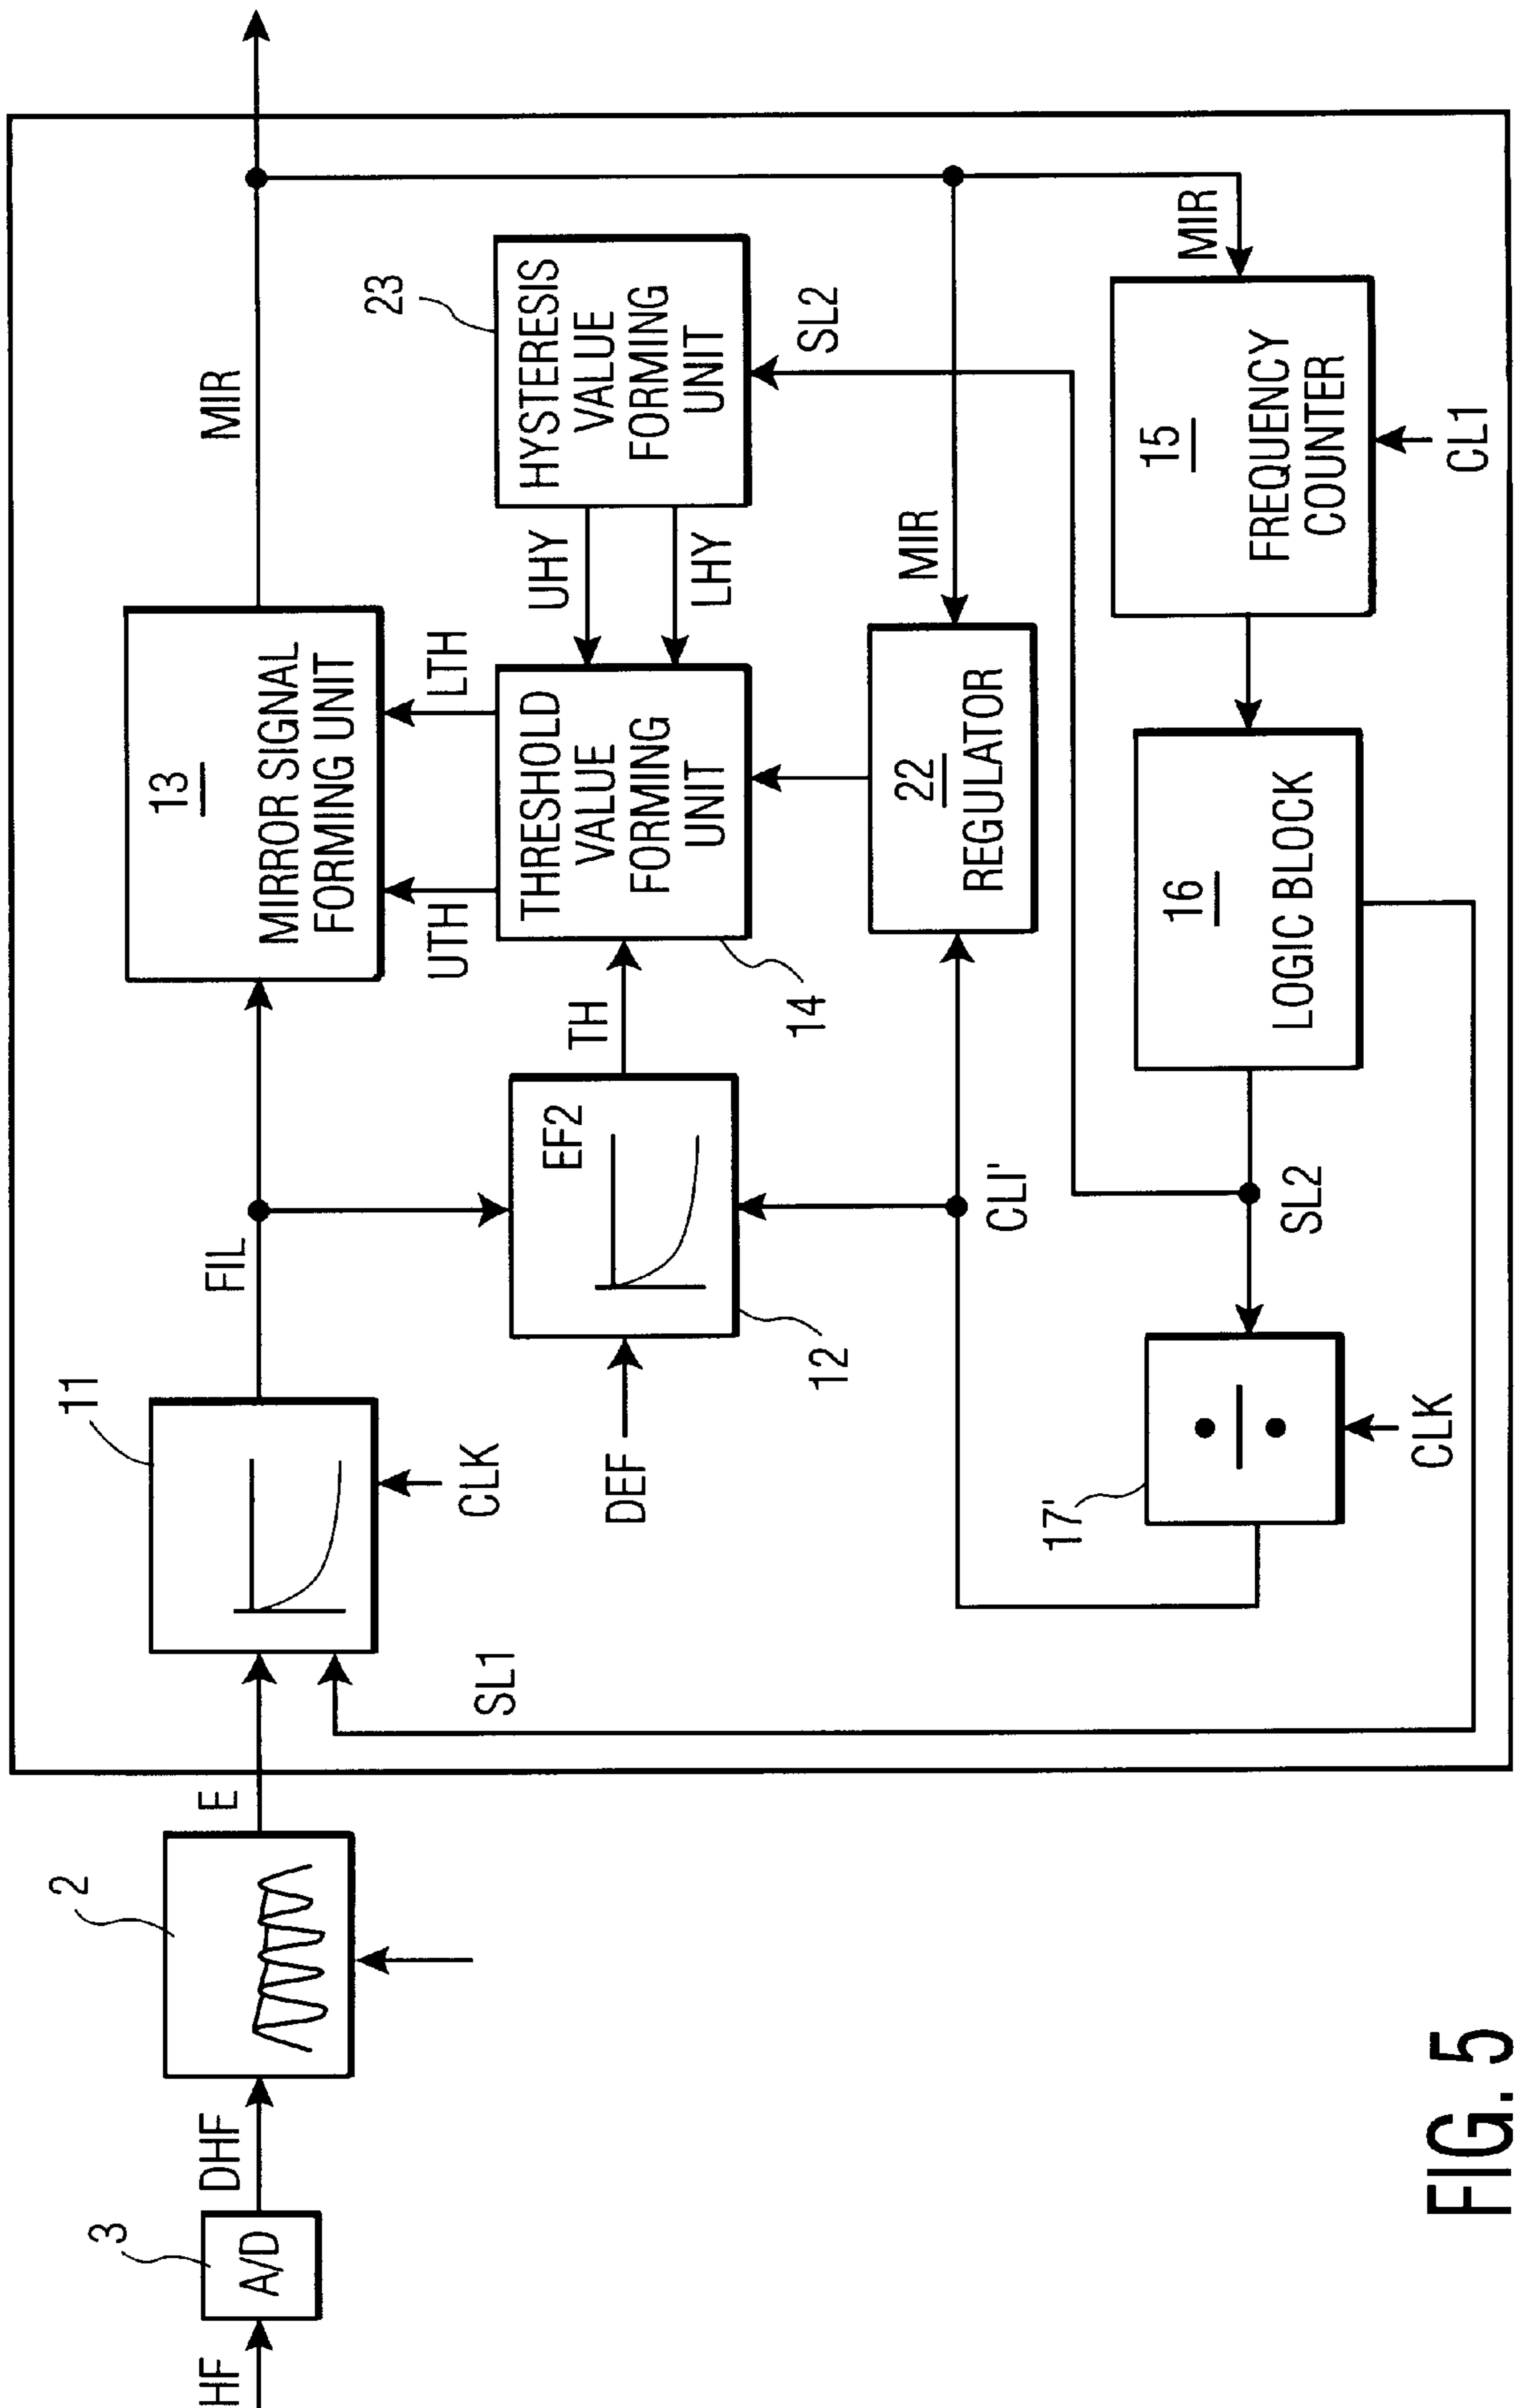 HF
3
A/D
DHF
2
E
SL1
11
CLK
FIL
DEF
12
EF2
TH
13
MIRROR SIGNAL
FORMING UNIT
UTH
LTH
THRESHOLD
VALUE
FORMING
UNIT
14
UHY
LHY
23
HYSTERESIS
VALUE
FORMING
UNIT
SL2
MIR
22
REGULATOR
MIR
CLI'
17'
CLK
SL2
16
LOGIC BLOCK
15
FREQUENCY
COUNTER
MIR
CL1
FIG. 5